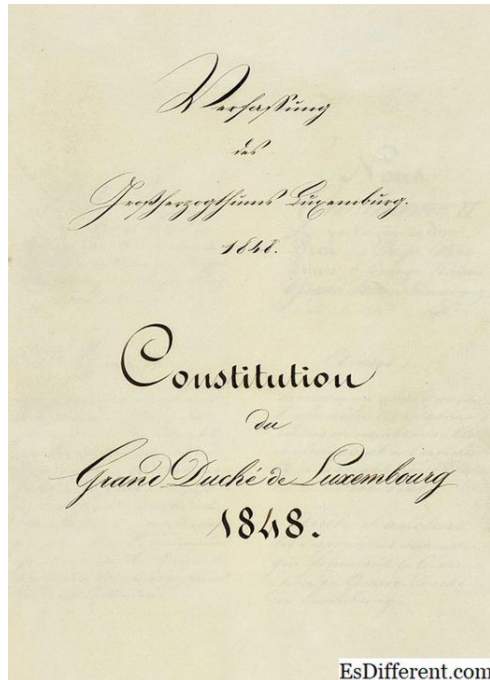 Verfassung
des
Großherzogthums Luxemburg.
1848.
Constitution
du
Grand Duché de Luxembourg
1848.
EsDifferent.com